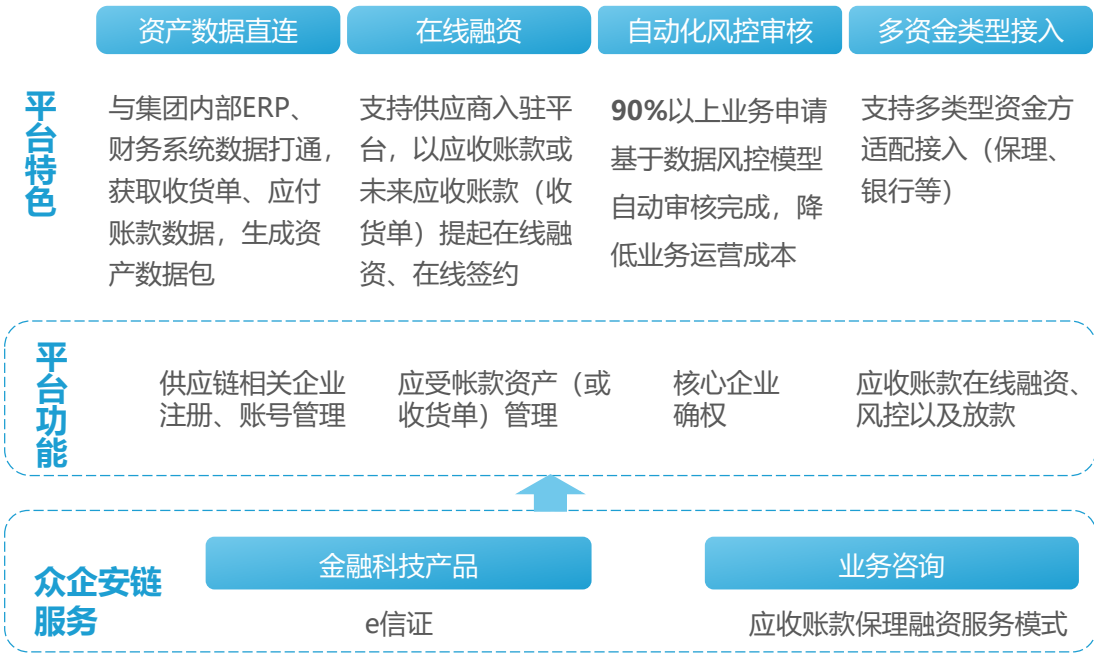 资产数据直连
在线融资
自动化风控审核
多资金类型接入
平台特色
与集团内部ERP、
财务系统数据打通，
获取收货单、应付
账款数据，生成资
产数据包
支持供应商入驻平
台，以应收账款或
未来应收账款（收
货单）提起在线融
资、在线签约
90%以上业务申请
基于数据风控模型
自动审核完成，降
低业务运营成本
支持多类型资金方
适配接入（保理、
银行等）
平台功能
供应链相关企业
注册、账号管理
应受帐款资产（或
收货单）管理
核心企业
确权
应收账款在线融资、
风控以及放款
众企安链
服务
金融科技产品
e信证
业务咨询
应收账款保理融资服务模式